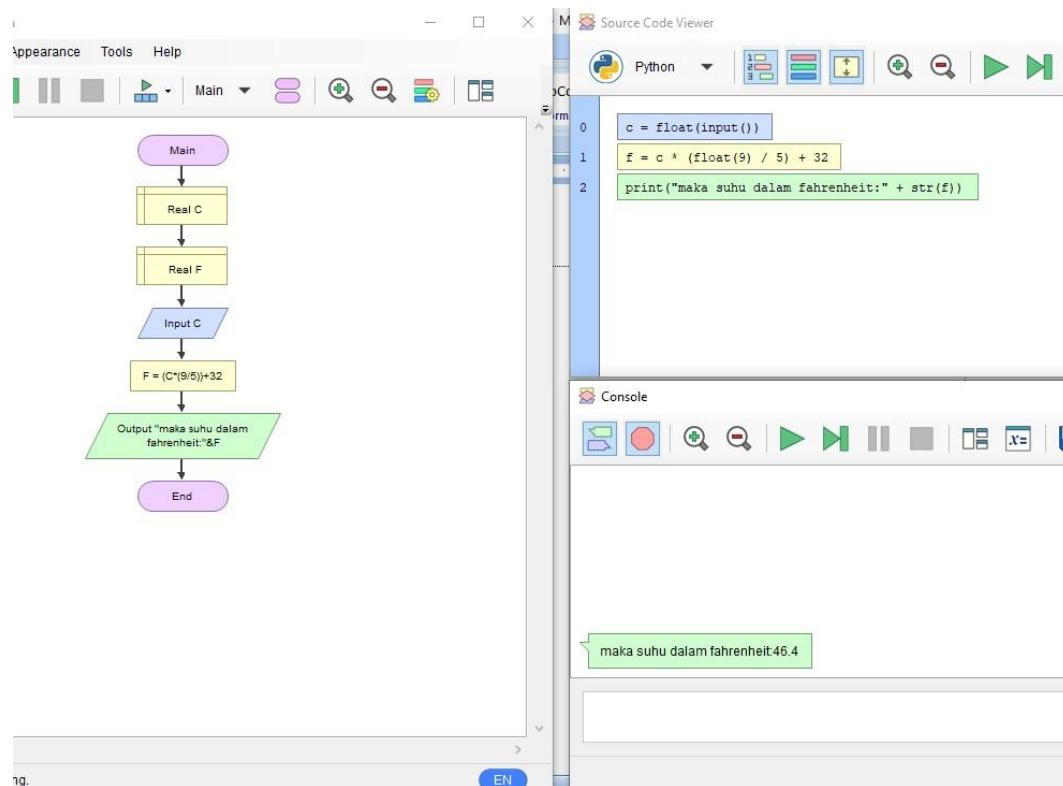 Appearance Tools Help
Main
Main
Real C
Real F
Input C
F = (C*(9/5))+32
Output "maka suhu dalam
fahrenheit:"&F
End
EN
Source Code Viewer
Python
0 c = float(input())
1 f = c * (float(9) / 5) + 32
2 print("maka suhu dalam fahrenheit:" + str(f))
Console
x=
maka suhu dalam fahrenheit:46.4